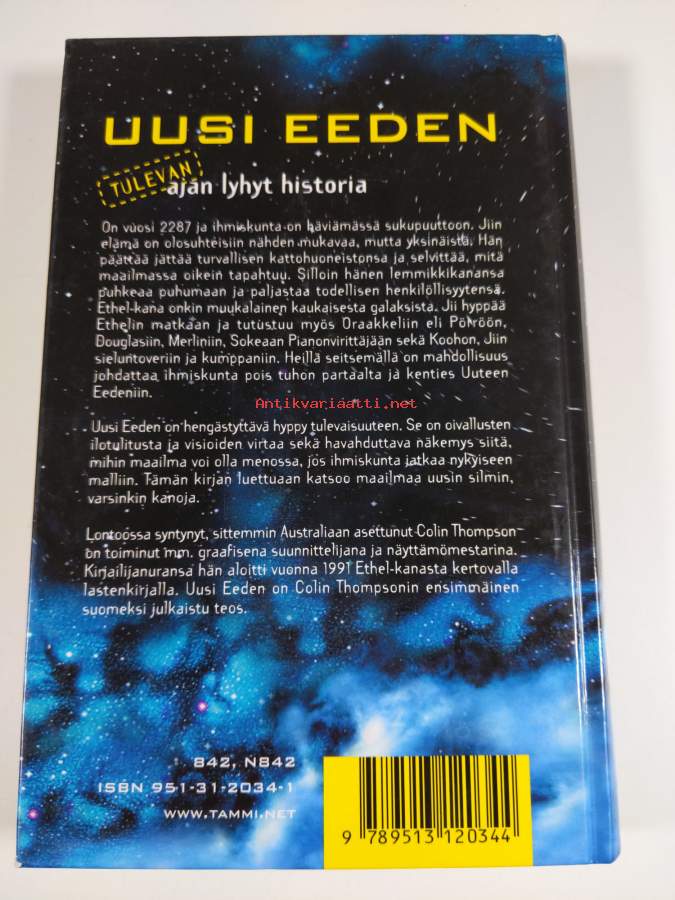 UUSI EEDEN
TULEVAN ajan lyhyt historia
On vuosi 2287 ja ihmiskunta on häviämässä sukupuuttoon. Jiin
elämä on olosuhteisiin nähden mukavaa, mutta yksinäistä. Hän
päättää jättää turvallisen kattohuoneistonsa ja selvittää, mitä
maailmassa oikein tapahtuu. Silloin hänen lemmikkikanansa
puhkeaa puhumaan ja paljastaa todellisen henkilöllisyytensä.
Ethel-kana onkin muukalainen kaukaisesta galaksista. Jii hyppää
Ethelin matkaan ja tutustuu myös Oraakkeliin eli Pöhröön,
Douglasiin, Merliniin, Sokeaan Pianonvirittäjään sekä Koohon, Jiin
sieluntoveriin ja kumppaniin. Heillä seitsemällä on mahdollisuus
johdattaa ihmiskunta pois tuhon partaalta ja kenties Uuteen
Eedeniin.
Antikvariaatti.net
Uusi Eeden on hengästyttävä hyppy tulevaisuuteen. Se on oivallusten
ilotulitusta ja visioiden virtaa sekä havahduttava näkemys siitä,
mihin maailma voi olla menossa, jos ihmiskunta jatkaa nykyiseen
malliin. Tämän kirjan luettuaan katsoo maailmaa uusin silmin,
varsinkin kanoja.
Lontoossa syntynyt, sittemmin Australiaan asettunut Colin Thompson
on toiminut mm. graafisena suunnittelijana ja näyttämömestarina.
Kirjailijanuransa hän aloitti vuonna 1991 Ethel-kanasta kertovalla
lastenkirjalla. Uusi Eeden on Colin Thompsonin ensimmäinen
suomeksi julkaistu teos.
842, N842
ISBN 951-31-2034-1
WWW.TAMMI.NET
9 789513 120344